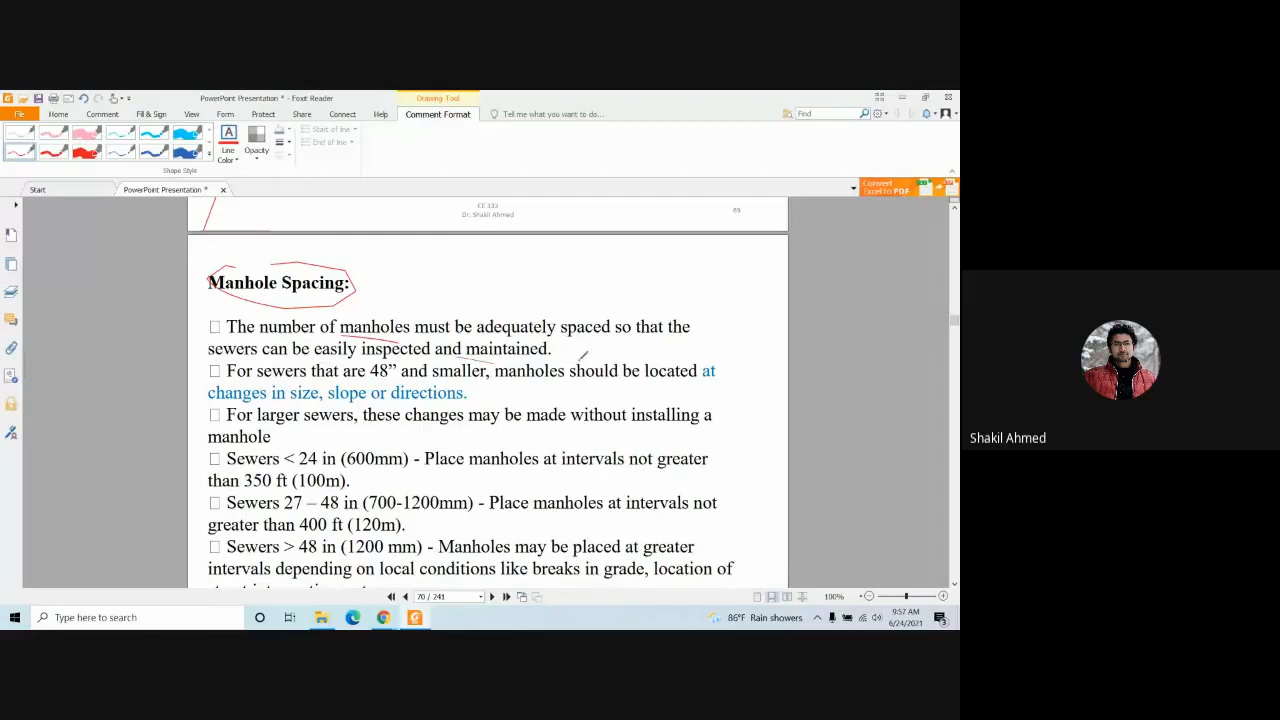 PowerPoint Presentation * - Foxit Reader
Drawing Tool
File Home Comment Fill & Sign View Form Protect Share Connect Help Comment Format Tell me what you want to do... Find
Line Color
Opacity
Start of line
End of line
Shape Style
Start
PowerPoint Presentation *
Convert
Excel to PDF
CE 333
Dr. Shakil Ahmed
69
Manhole Spacing:
The number of manholes must be adequately spaced so that the
sewers can be easily inspected and maintained.
For sewers that are 48” and smaller, manholes should be located at
changes in size, slope or directions.
For larger sewers, these changes may be made without installing a
manhole
Sewers < 24 in (600mm) - Place manholes at intervals not greater
than 350 ft (100m).
Sewers 27 – 48 in (700-1200mm) - Place manholes at intervals not
greater than 400 ft (120m).
Sewers > 48 in (1200 mm) - Manholes may be placed at greater
intervals depending on local conditions like breaks in grade, location of
Shakil Ahmed
70 / 241
100%
Type here to search
86°F Rain showers
9:57 AM
6/24/2021
3